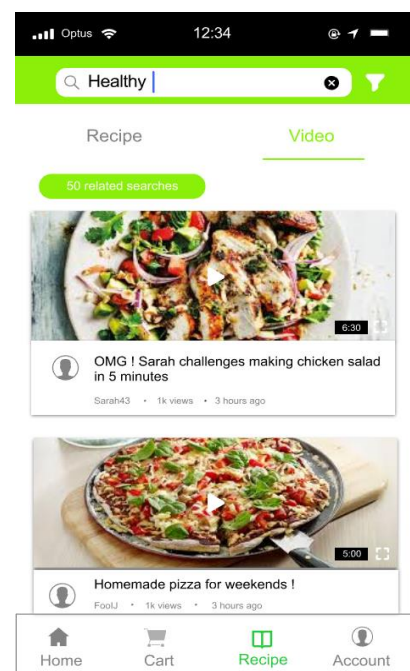 Optus 12:34
Healthy
Recipe Video
50 related searches
6:30
OMG ! Sarah challenges making chicken salad
in 5 minutes
Sarah43 • 1k views • 3 hours ago
5:00
Homemade pizza for weekends !
FoolJ • 1k views • 3 hours ago
Home Cart Recipe Account